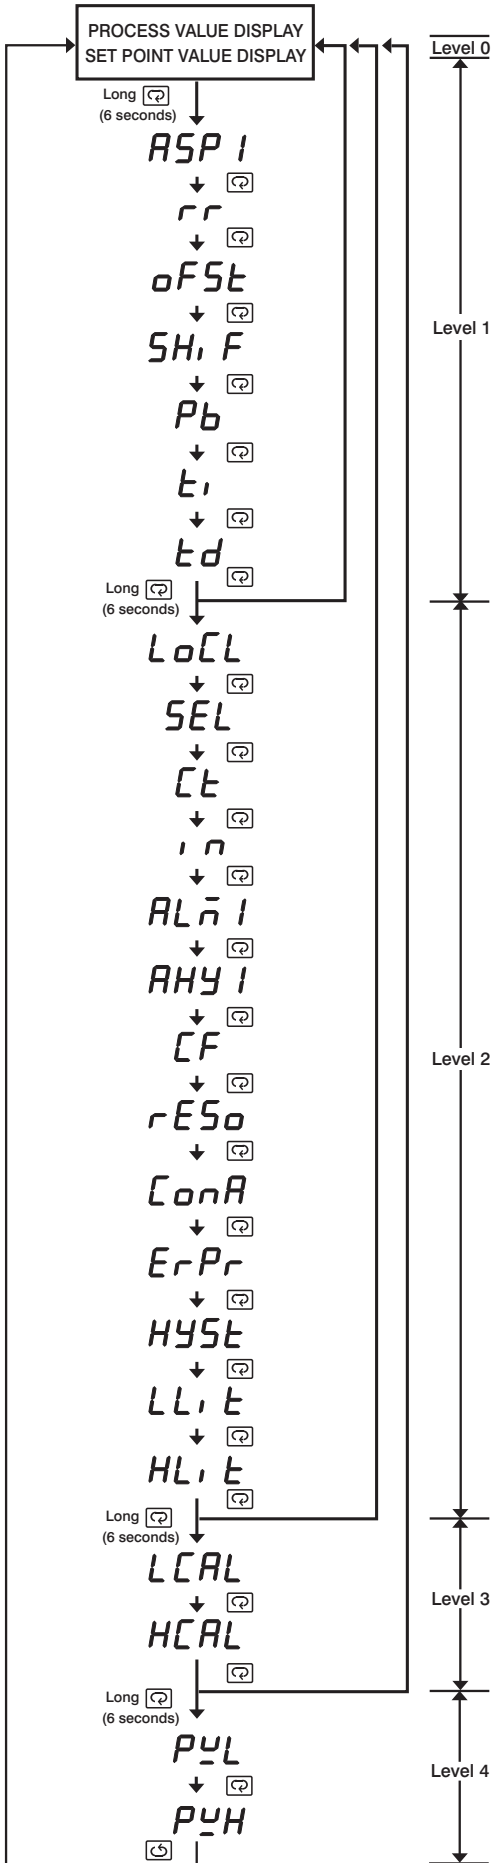 PROCESS VALUE DISPLAY
SET POINT VALUE DISPLAY
Level 0
Long
(6 seconds)
ASP1
rr
oFSt
SHiF
Level 1
Pb
ti
td
Long
(6 seconds)
LoCL
SEL
Ct
in
ALM1
AHY1
CF
Level 2
rESo
ConA
ErPr
HYSt
LLit
HLit
Long
(6 seconds)
LCAL
Level 3
HCAL
Long
(6 seconds)
PVL
Level 4
PVH